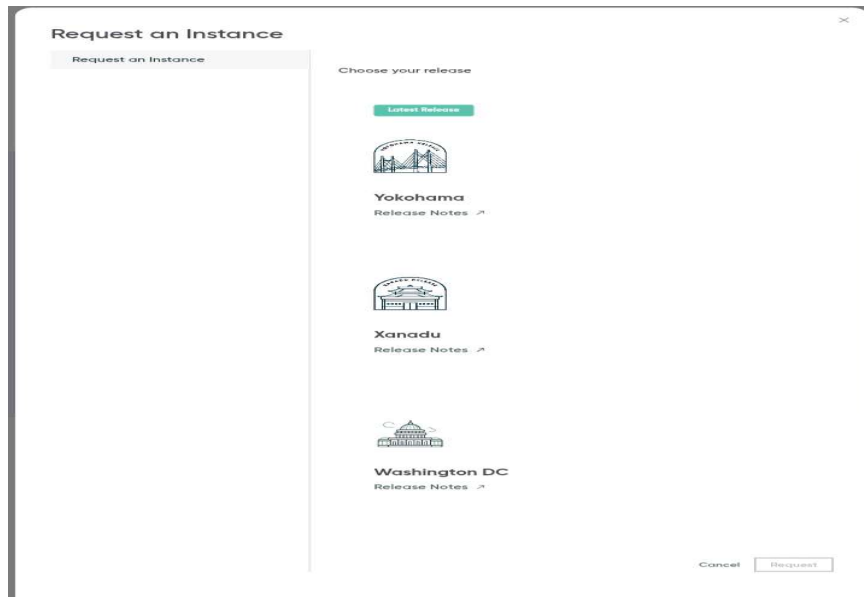 Request an Instance
Request an Instance
Choose your release
Latest Release
Yokohama
Release Notes ↗
Xanadu
Release Notes ↗
Washington DC
Release Notes ↗
Cancel
Request